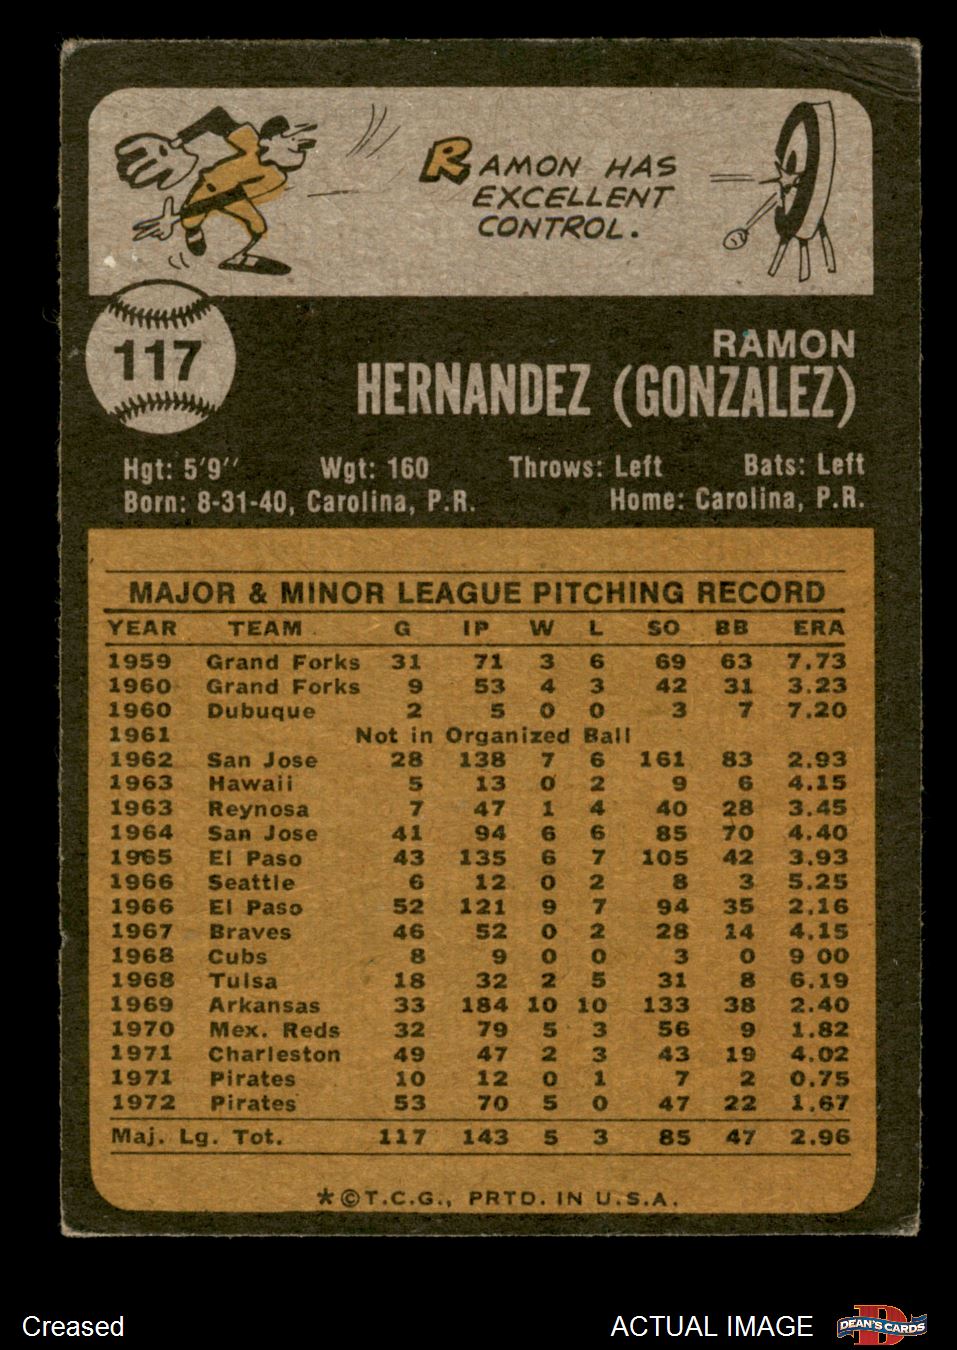 RAMON HAS
EXCELLENT
CONTROL.
117
RAMON
HERNANDEZ (GONZALEZ)
Hgt: 5'9" Wgt: 160 Throws: Left Bats: Left
Born: 8-31-40, Carolina, P.R. Home: Carolina, P.R.
MAJOR & MINOR LEAGUE PITCHING RECORD
YEAR TEAM G IP W L SO BB ERA
1959 Grand Forks 31 71 3 6 69 63 7.73
1960 Grand Forks 9 53 4 3 42 31 3.23
1960 Dubuque 2 5 0 0 3 7 7.20
1961 Not in Organized Ball
1962 San Jose 28 138 7 6 161 83 2.93
1963 Hawaii 5 13 0 2 9 6 4.15
1963 Reynosa 7 47 1 4 40 28 3.45
1964 San Jose 41 94 6 6 85 70 4.40
1965 El Paso 43 135 6 7 105 42 3.93
1966 Seattle 6 12 0 2 8 3 5.25
1966 El Paso 52 121 9 7 94 35 2.16
1967 Braves 46 52 0 2 28 14 4.15
1968 Cubs 8 9 0 0 3 0 9 00
1968 Tulsa 18 32 2 5 31 8 6.19
1969 Arkansas 33 184 10 10 133 38 2.40
1970 Mex. Reds 32 79 5 3 56 9 1.82
1971 Charleston 49 47 2 3 43 19 4.02
1971 Pirates 10 12 0 1 7 2 0.75
1972 Pirates 53 70 5 0 47 22 1.67
Maj. Lg. Tot. 117 143 5 3 85 47 2.96
*©T.C.G., PRTD. IN U.S.A.
Creased
ACTUAL IMAGE
D
DEAN'S CARDS